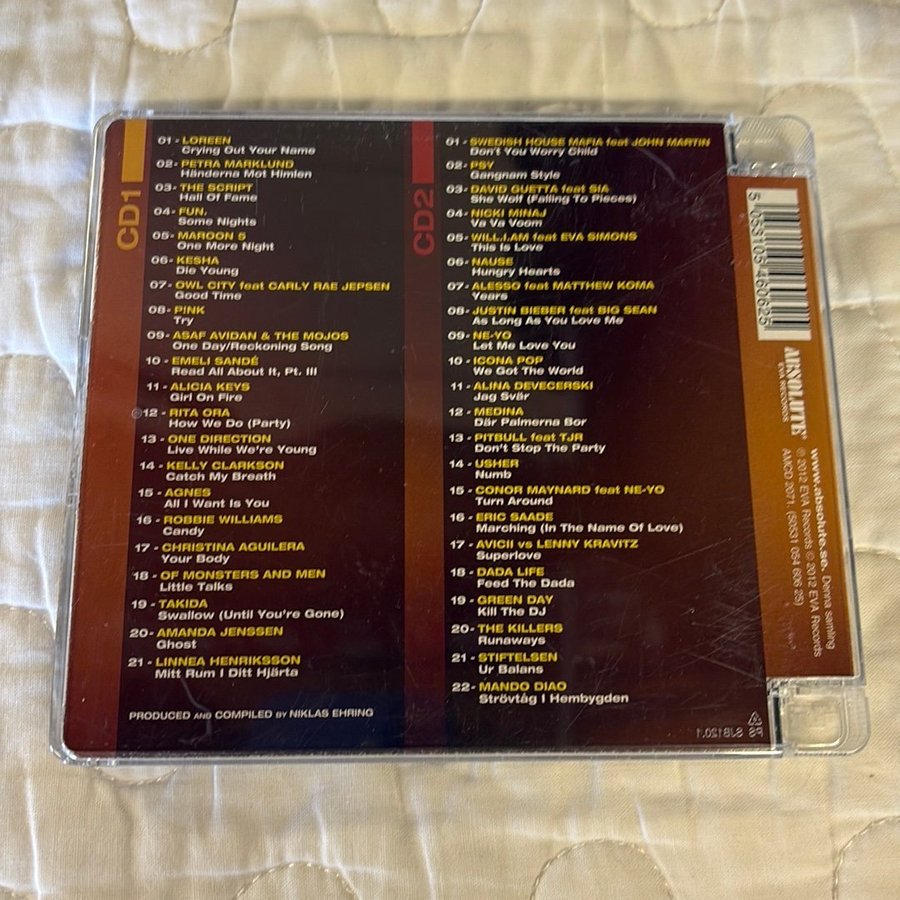 CD1
01 - LOREEN
Crying Out Your Name
02 - PETRA MARKLUND
Händerna Mot Himlen
03 - THE SCRIPT
Hall Of Fame
04 - FUN.
Some Nights
05 - MAROON 5
One More Night
06 - KESHA
Die Young
07 - OWL CITY feat CARLY RAE JEPSEN
Good Time
08 - P!NK
Try
09 - ASAF AVIDAN & THE MOJOS
One Day/Reckoning Song
10 - EMELI SANDÉ
Read All About It, Pt. III
11 - ALICIA KEYS
Girl On Fire
12 - RITA ORA
How We Do (Party)
13 - ONE DIRECTION
Live While We're Young
14 - KELLY CLARKSON
Catch My Breath
15 - AGNES
All I Want Is You
16 - ROBBIE WILLIAMS
Candy
17 - CHRISTINA AGUILERA
Your Body
18 - OF MONSTERS AND MEN
Little Talks
19 - TAKIDA
Swallow (Until You're Gone)
20 - AMANDA JENSSEN
Ghost
21 - LINNEA HENRIKSSON
Mitt Rum I Ditt Hjärta
PRODUCED AND COMPILED BY NIKLAS EHRING
CD2
01 - SWEDISH HOUSE MAFIA feat JOHN MARTIN
Don't You Worry Child
02 - PSY
Gangnam Style
03 - DAVID GUETTA feat SIA
She Wolf (Falling To Pieces)
04 - NICKI MINAJ
Va Va Voom
05 - WILL.I.AM feat EVA SIMONS
This Is Love
06 - NAUSE
Hungry Hearts
07 - ALESSO feat MATTHEW KOMA
Years
08 - JUSTIN BIEBER feat BIG SEAN
As Long As You Love Me
09 - NE-YO
Let Me Love You
10 - ICONA POP
We Got The World
11 - ALINA DEVECERSKI
Jag Svär
12 - MEDINA
Där Palmerna Bor
13 - PITBULL feat TJR
Don't Stop The Party
14 - USHER
Numb
15 - CONOR MAYNARD feat NE-YO
Turn Around
16 - ERIC SAADE
Marching (In The Name Of Love)
17 - AVICII vs LENNY KRAVITZ
Superlove
18 - DADA LIFE
Feed The Dada
19 - GREEN DAY
Kill The DJ
20 - THE KILLERS
Runaways
21 - STIFTELSEN
Ur Balans
22 - MANDO DIAO
Strövtåg I Hembygden
5 053105 460625
ABSOLUTE®
EVA RECORDS
www.absolute.se. Denna samling
℗ 2012 EVA Records © 2012 EVA Records
AMCD 2071. (50531 054 606 25)